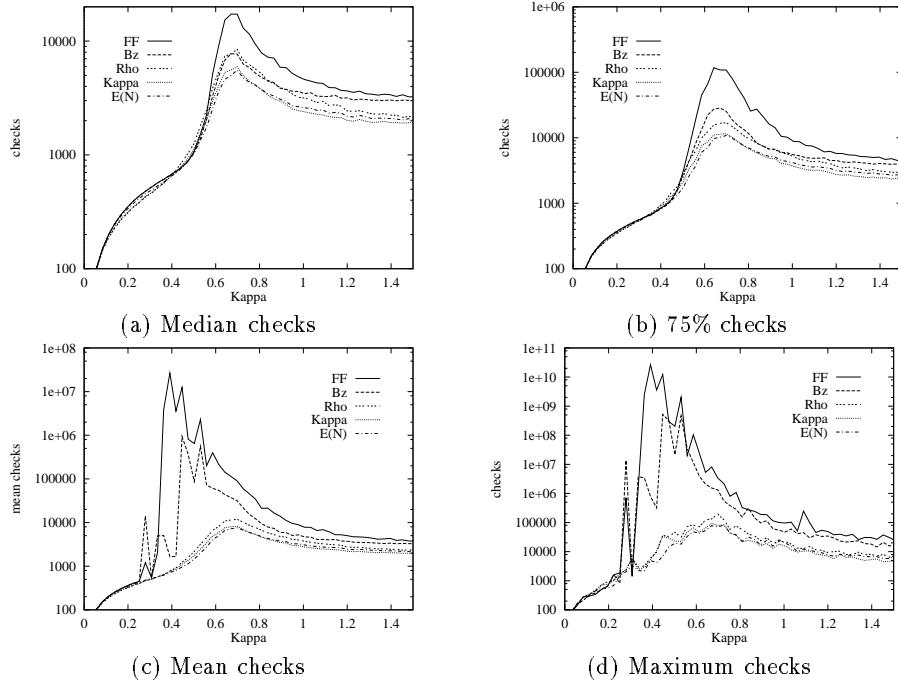 10000
1000
100
checks
FF
Bz
Rho
Kappa
E(N)
0 0.2 0.4 0.6 0.8 1 1.2 1.4
Kappa
(a) Median checks
1e+06
100000
10000
1000
100
checks
FF
Bz
Rho
Kappa
E(N)
0 0.2 0.4 0.6 0.8 1 1.2 1.4
Kappa
(b) 75% checks
1e+08
1e+07
1e+06
100000
10000
1000
100
mean checks
FF
Bz
Rho
Kappa
E(N)
0 0.2 0.4 0.6 0.8 1 1.2 1.4
Kappa
(c) Mean checks
1e+11
1e+10
1e+09
1e+08
1e+07
1e+06
100000
10000
1000
100
checks
FF
Bz
Rho
Kappa
E(N)
0 0.2 0.4 0.6 0.8 1 1.2 1.4
Kappa
(d) Maximum checks